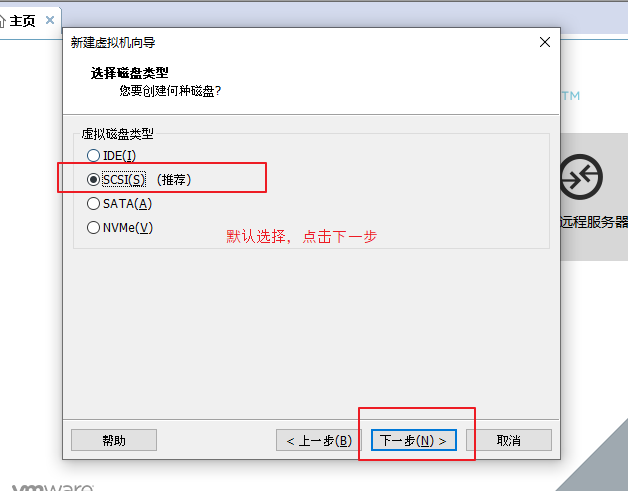 主页
新建虚拟机向导
选择磁盘类型
您要创建何种磁盘?
TM
虚拟磁盘类型
IDE(I)
SCSI(S) (推荐)
SATA(A)
NVMe(V)
远程服务器
默认选择，点击下一步
帮助
< 上一步(B)
下一步(N) >
取消
vmware